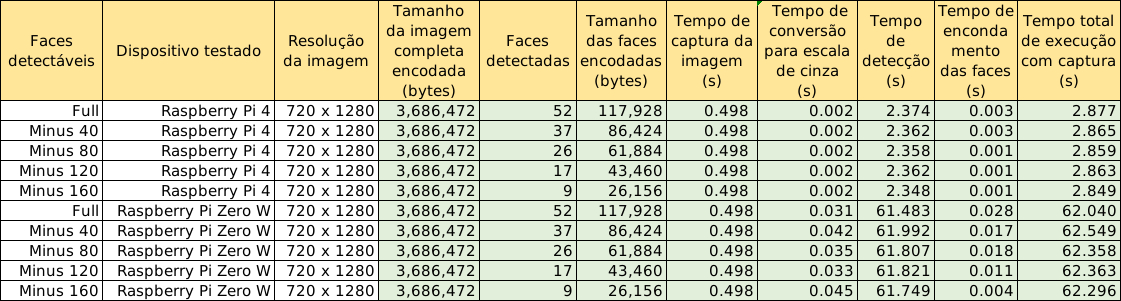 Faces detectáveis Dispositivo testado Resolução da imagem Tamanho da imagem completa encodada (bytes) Faces detectadas Tamanho das faces encodadas (bytes) Tempo de captura da imagem (s) Tempo de conversão para escala de cinza (s) Tempo de detecção (s) Tempo de enconda mento das faces (s) Tempo total de execução com captura (s)
Full Raspberry Pi 4 720 x 1280 3,686,472 52 117,928 0.498 0.002 2.374 0.003 2.877
Minus 40 Raspberry Pi 4 720 x 1280 3,686,472 37 86,424 0.498 0.002 2.362 0.003 2.865
Minus 80 Raspberry Pi 4 720 x 1280 3,686,472 26 61,884 0.498 0.002 2.358 0.001 2.859
Minus 120 Raspberry Pi 4 720 x 1280 3,686,472 17 43,460 0.498 0.002 2.362 0.001 2.863
Minus 160 Raspberry Pi 4 720 x 1280 3,686,472 9 26,156 0.498 0.002 2.348 0.001 2.849
Full Raspberry Pi Zero W 720 x 1280 3,686,472 52 117,928 0.498 0.031 61.483 0.028 62.040
Minus 40 Raspberry Pi Zero W 720 x 1280 3,686,472 37 86,424 0.498 0.042 61.992 0.017 62.549
Minus 80 Raspberry Pi Zero W 720 x 1280 3,686,472 26 61,884 0.498 0.035 61.807 0.018 62.358
Minus 120 Raspberry Pi Zero W 720 x 1280 3,686,472 17 43,460 0.498 0.033 61.821 0.011 62.363
Minus 160 Raspberry Pi Zero W 720 x 1280 3,686,472 9 26,156 0.498 0.045 61.749 0.004 62.296